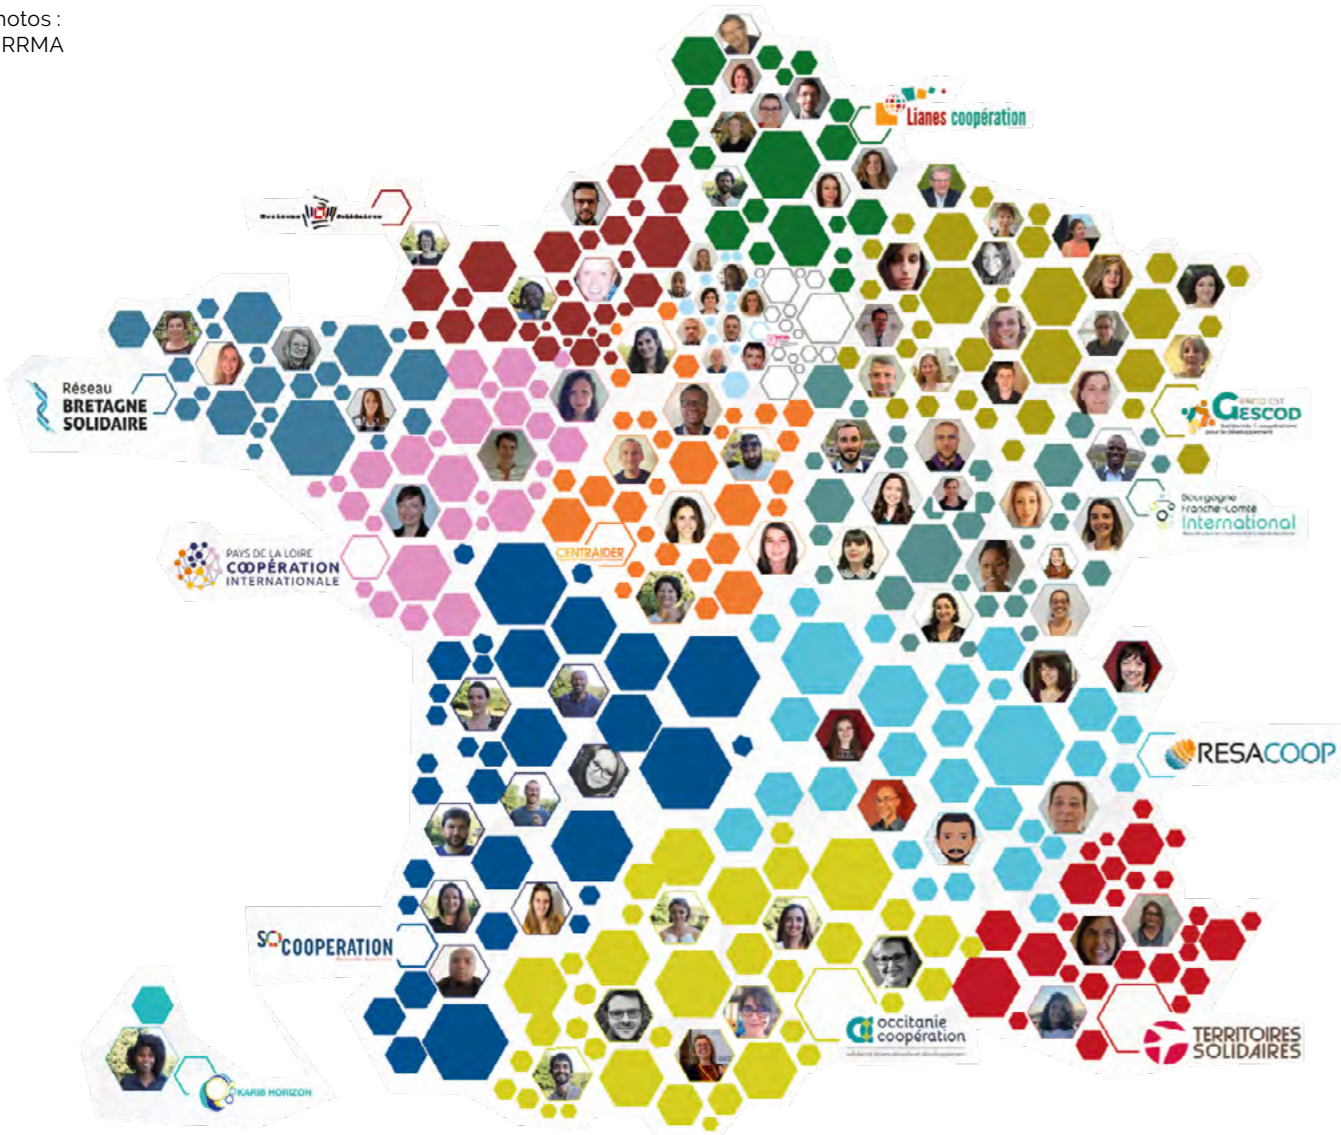 hotos :
RRMA
Lianes coopération
Réseau
BRETAGNE
SOLIDAIRE
GESCOD
Bourgogne
Franche-Comté
International
PAYS DE LA LOIRE
COOPÉRATION
INTERNATIONALE
CENTRAIDER
RESACOOP
SO COOPERATION
occitanie
coopération
TERRITOIRES
SOLIDAIRES
KARIB HORIZON